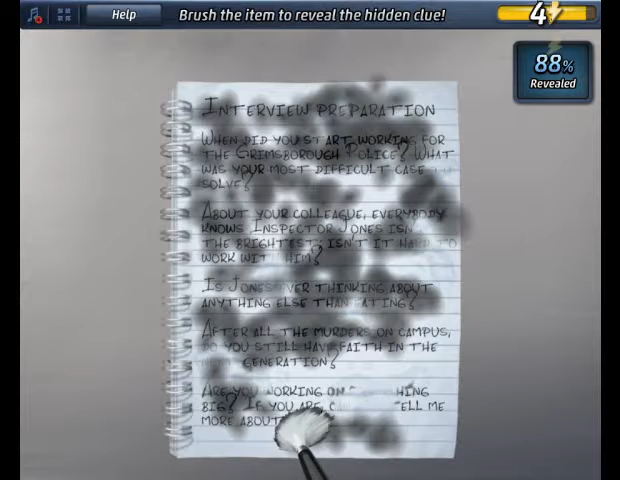 Help
Brush the item to reveal the hidden clue!
4
88%
Revealed
INTERVIEW PREPARATION
WHEN DID YOU START WORKING FOR
THE GRIMSBOROUGH POLICE? WHAT
WAS YOUR MOST DIFFICULT CASE TO
SOLVE?
ABOUT YOUR COLLEAGUE, EVERYBODY
KNOWS INSPECTOR JONES ISN'T
THE BRIGHTEST, ISN'T IT HARD TO
WORK WITH HIM?
IS JONES EVER THINKING ABOUT
ANYTHING ELSE THAN EATING?
AFTER ALL THE MURDERS ON CAMPUS,
DO YOU STILL HAVE FAITH IN THE
GENERATION?
ARE YOU WORKING ON
BIG? IF YOU ARE, TELL ME
MORE ABOUT